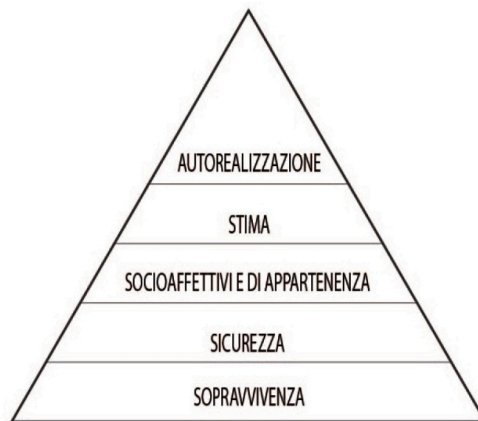 AUTOREALIZZAZIONE
STIMA
SOCIOAFFETTIVI E DI APPARTENENZA
SICUREZZA
SOPRAVVIVENZA